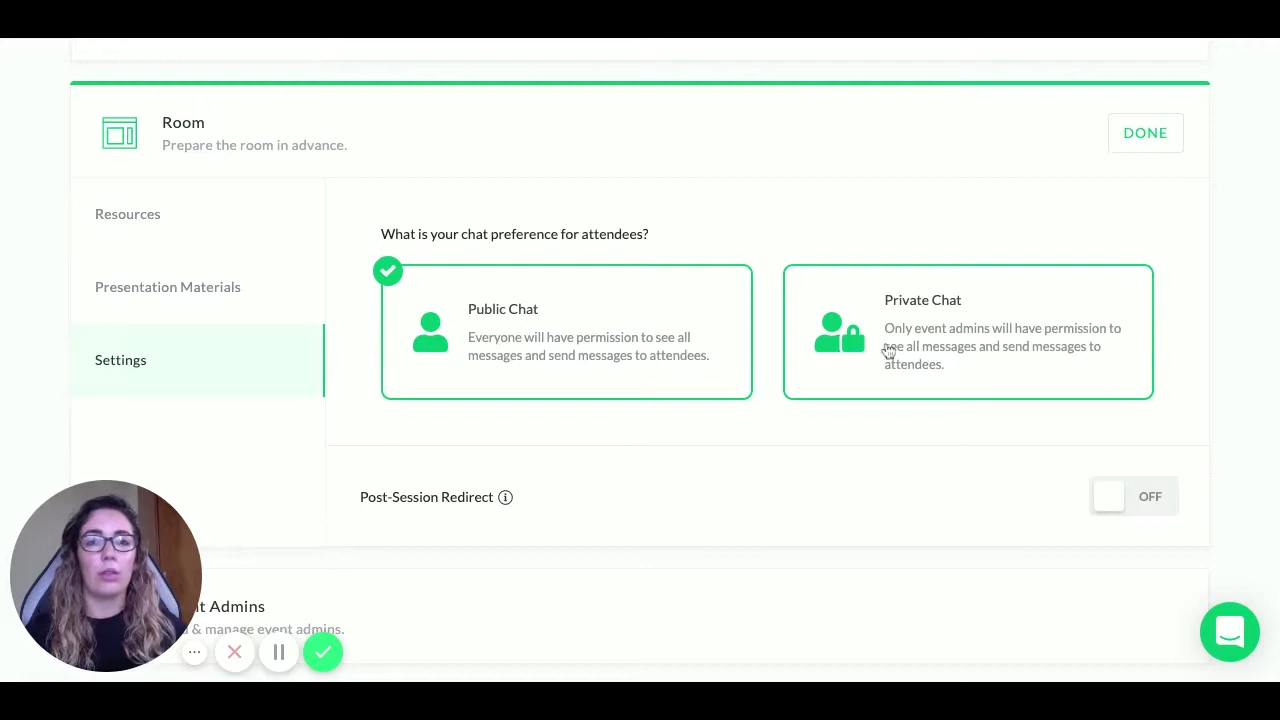 Room
Prepare the room in advance.
DONE
Resources
Presentation Materials
Settings
What is your chat preference for attendees?
Public Chat
Everyone will have permission to see all
messages and send messages to attendees.
Private Chat
Only event admins will have permission to
see all messages and send messages to
attendees.
Post-Session Redirect
OFF
Admins
& manage event admins.